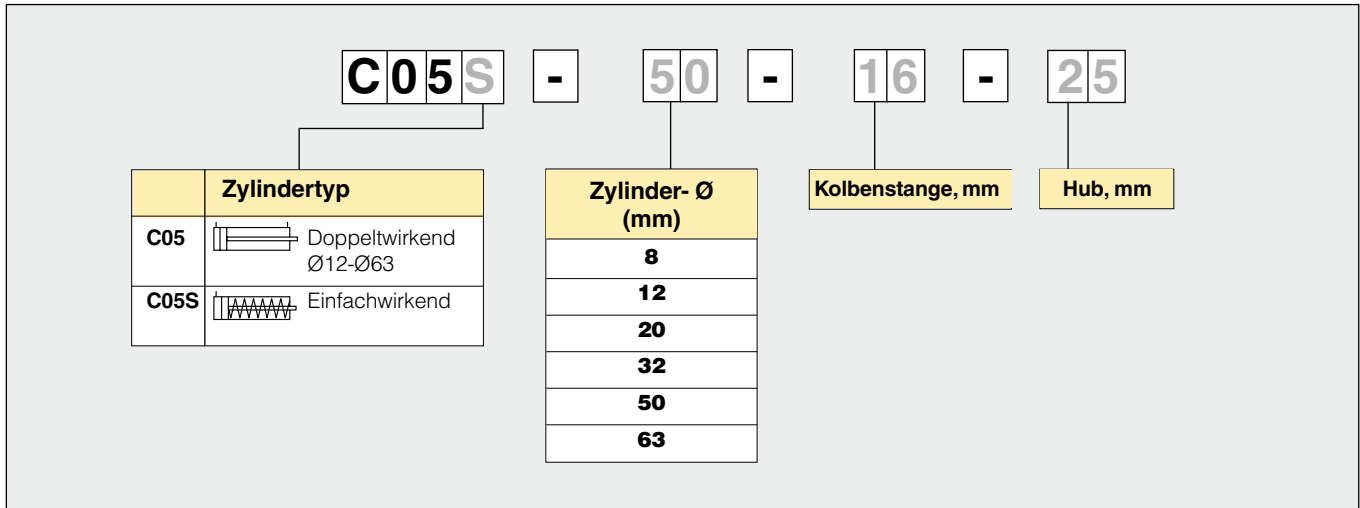 C05S - 50 - 16 - 25
Zylindertyp
C05 Doppeltwirkend
Ø12-Ø63
C05S Einfachwirkend
Zylinder- Ø
(mm)
8
12
20
32
50
63
Kolbenstange, mm
Hub, mm